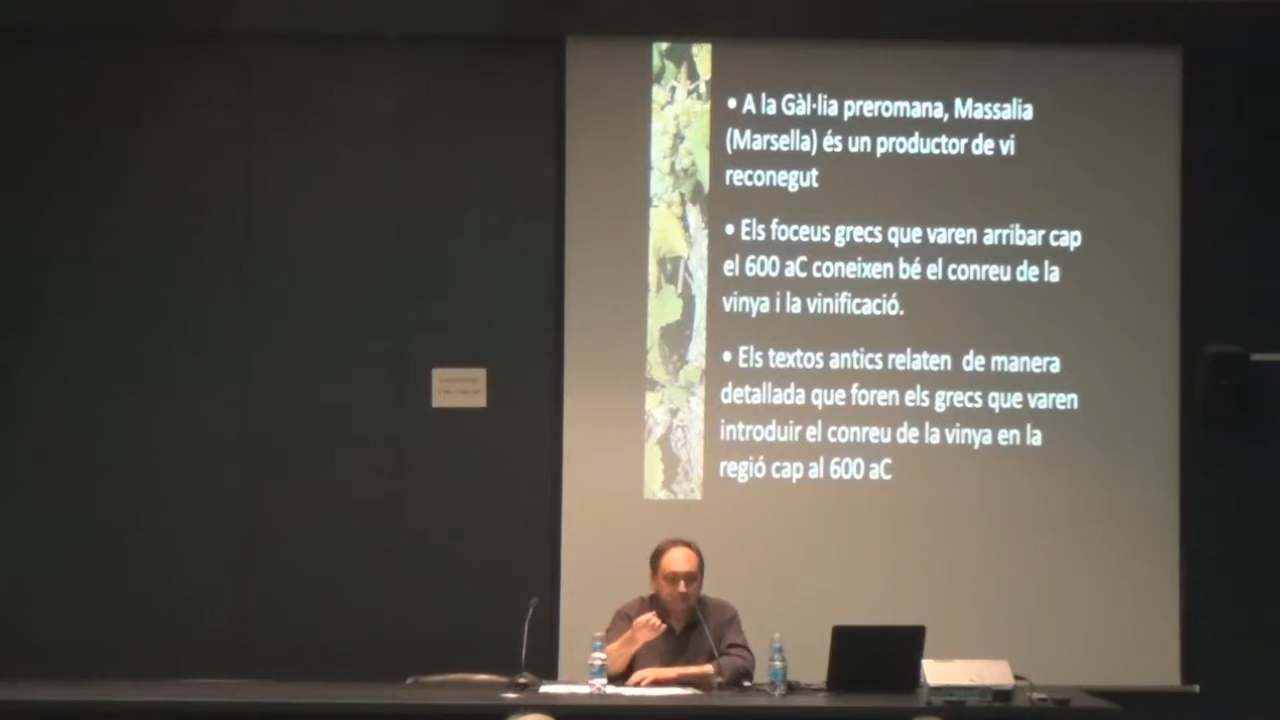 • A la Gàl·lia preromana, Massalia
(Marsella) és un productor de vi
reconegut
• Els foceus grecs que varen arribar cap
el 600 aC coneixen bé el conreu de la
vinya i la vinificació.
• Els textos antics relaten de manera
detallada que foren els grecs que varen
introduir el conreu de la vinya en la
regió cap al 600 aC